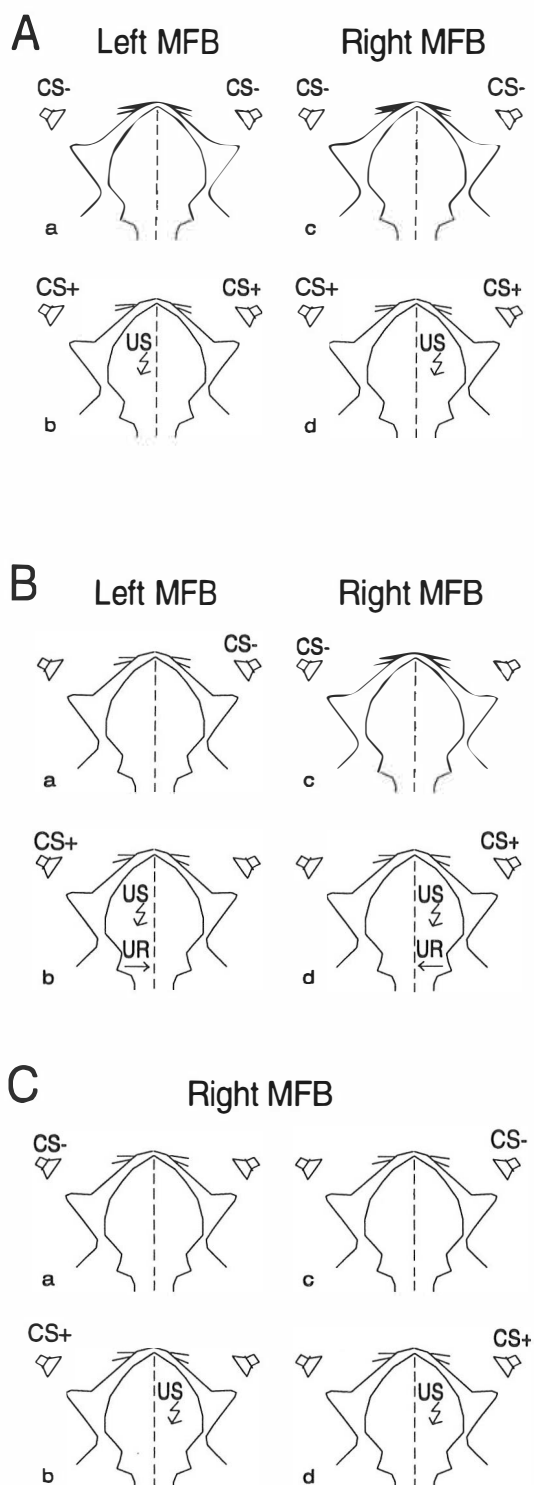 A
Left MFB Right MFB
CS- CS- CS- CS-
a c
CS+ CS+ CS+ CS+
US US
b d
B
Left MFB Right MFB
CS- CS-
a c
CS+ CS+
US US
UR UR
b d
C
Right MFB
CS- CS-
a c
CS+ CS+
US US
b d